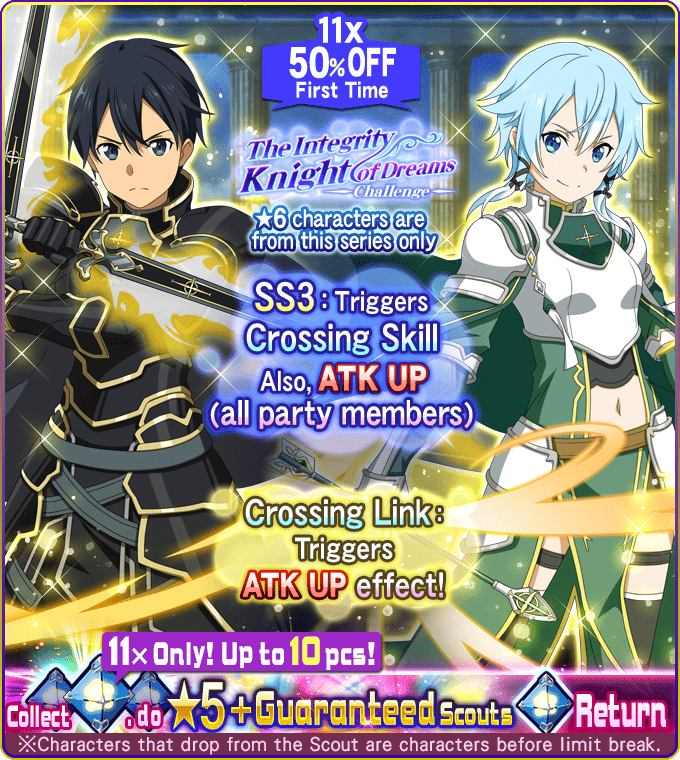 11x
50%OFF
First Time
The Integrity
Knight of Dreams
Challenge
★6 characters are
from this series only
SS3 : Triggers
Crossing Skill
Also, ATK UP
(all party members)
Crossing Link :
Triggers
ATK UP effect!
11× Only! Up to 10 pcs!
Collect , do ★5+Guaranteed Scouts Return
※Characters that drop from the Scout are characters before limit break.